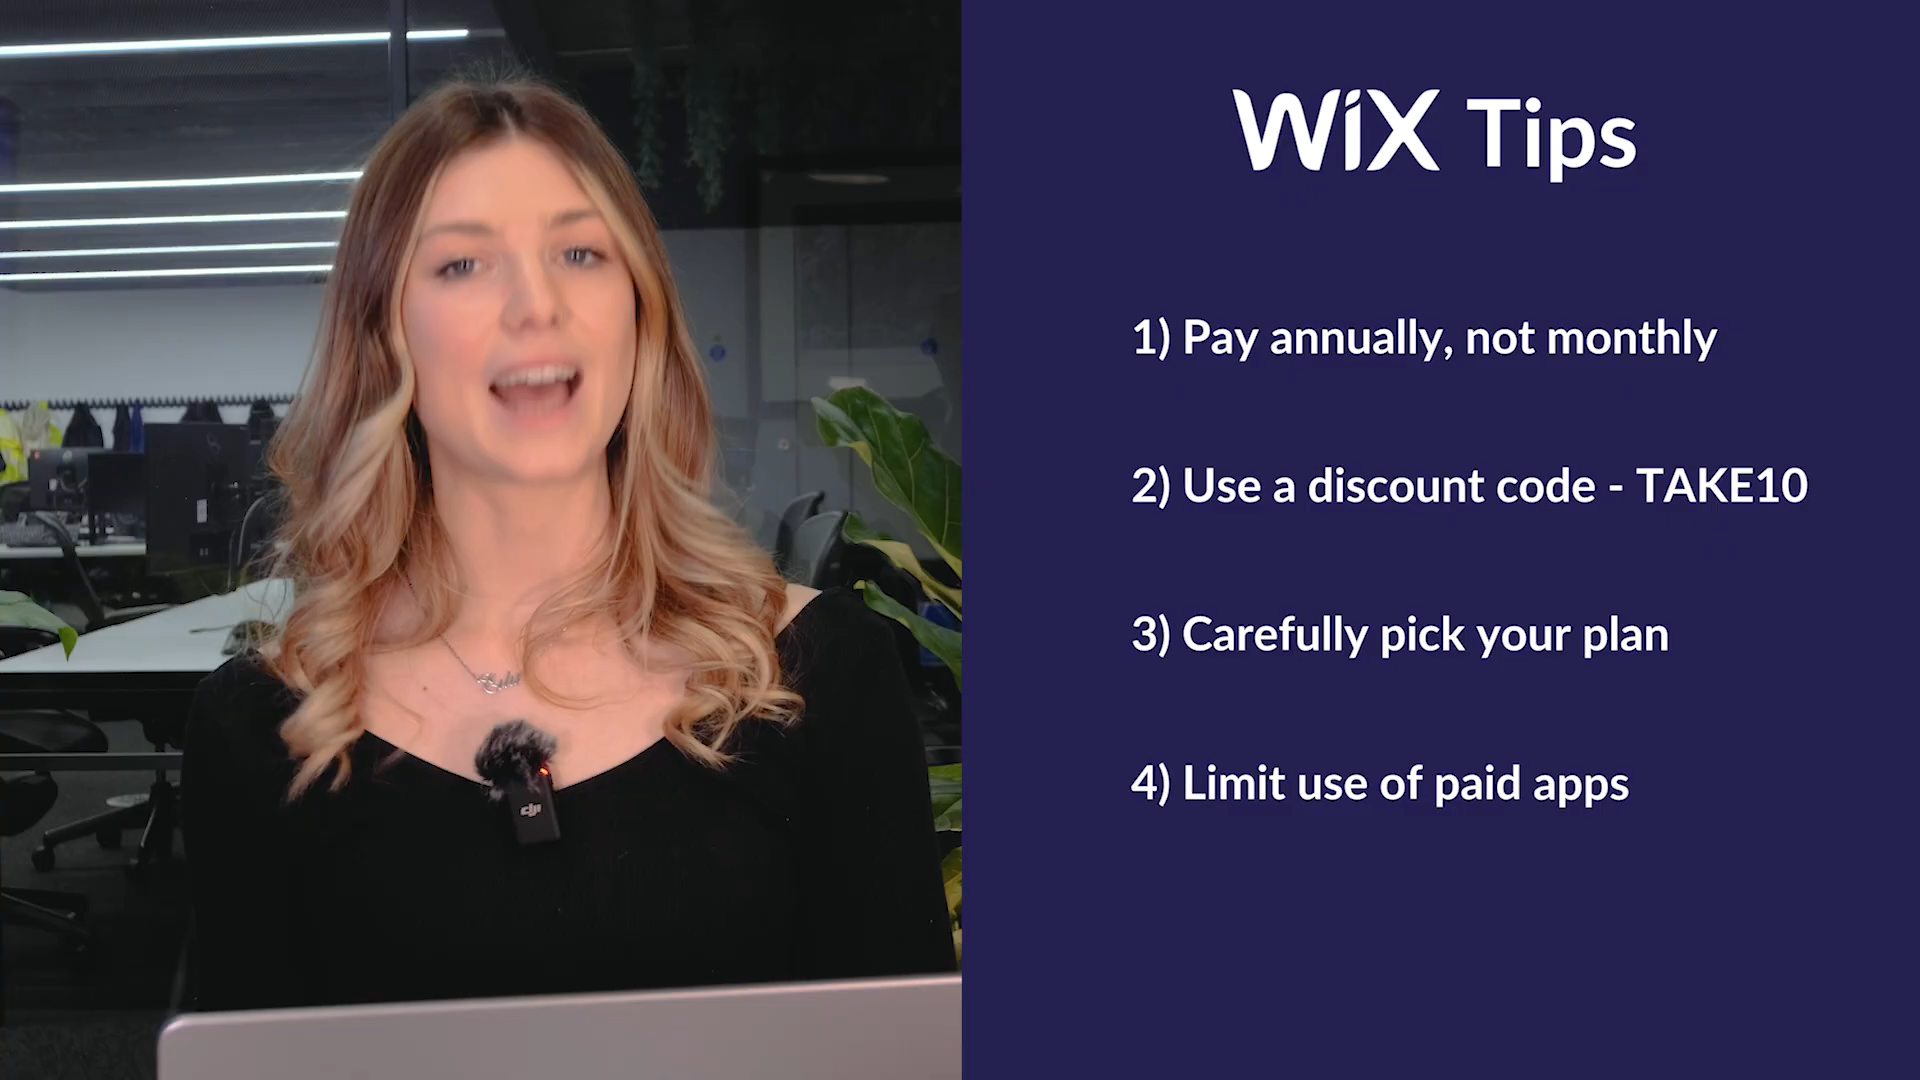 WiX Tips
1) Pay annually, not monthly
2) Use a discount code - TAKE10
3) Carefully pick your plan
4) Limit use of paid apps
dji